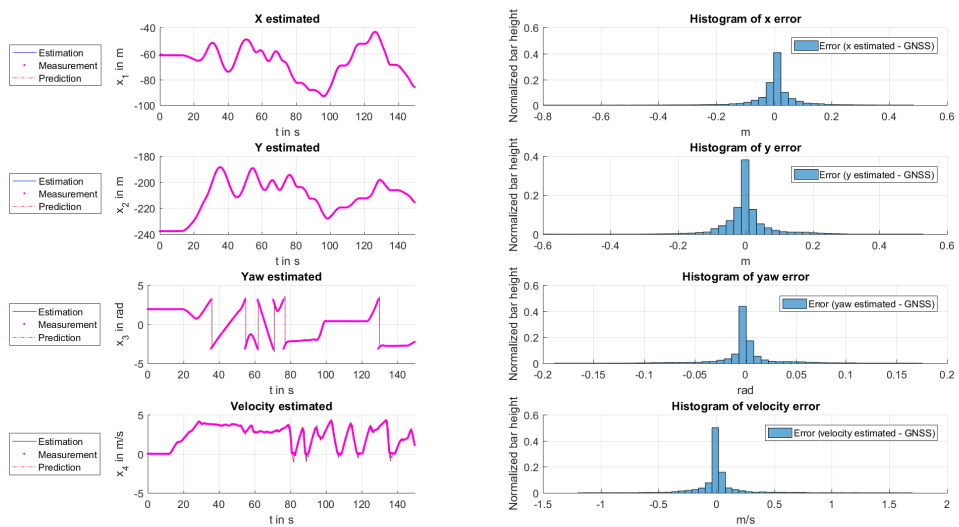 X estimated
Estimation
Measurement
Prediction
x1 in m
-40
-60
-80
-100
0 20 40 60 80 100 120 140
t in s
Histogram of x error
Normalized bar height
0.6
0.4
0.2
0
Error (x estimated - GNSS)
-0.8 -0.6 -0.4 -0.2 0 0.2 0.4 0.6
m
Y estimated
Estimation
Measurement
Prediction
x2 in m
-180
-200
-220
-240
0 20 40 60 80 100 120 140
t in s
Histogram of y error
Normalized bar height
0.4
0.2
0
Error (y estimated - GNSS)
-0.6 -0.4 -0.2 0 0.2 0.4 0.6
m
Yaw estimated
Estimation
Measurement
Prediction
x3 in rad
5
0
-5
0 20 40 60 80 100 120 140
t in s
Histogram of yaw error
Normalized bar height
0.6
0.4
0.2
0
Error (yaw estimated - GNSS)
-0.2 -0.15 -0.1 -0.05 0 0.05 0.1 0.15 0.2
rad
Velocity estimated
Estimation
Measurement
Prediction
x4 in m/s
5
0
-5
0 20 40 60 80 100 120 140
t in s
Histogram of velocity error
Normalized bar height
0.6
0.4
0.2
0
Error (velocity estimated - GNSS)
-1.5 -1 -0.5 0 0.5 1 1.5 2
m/s